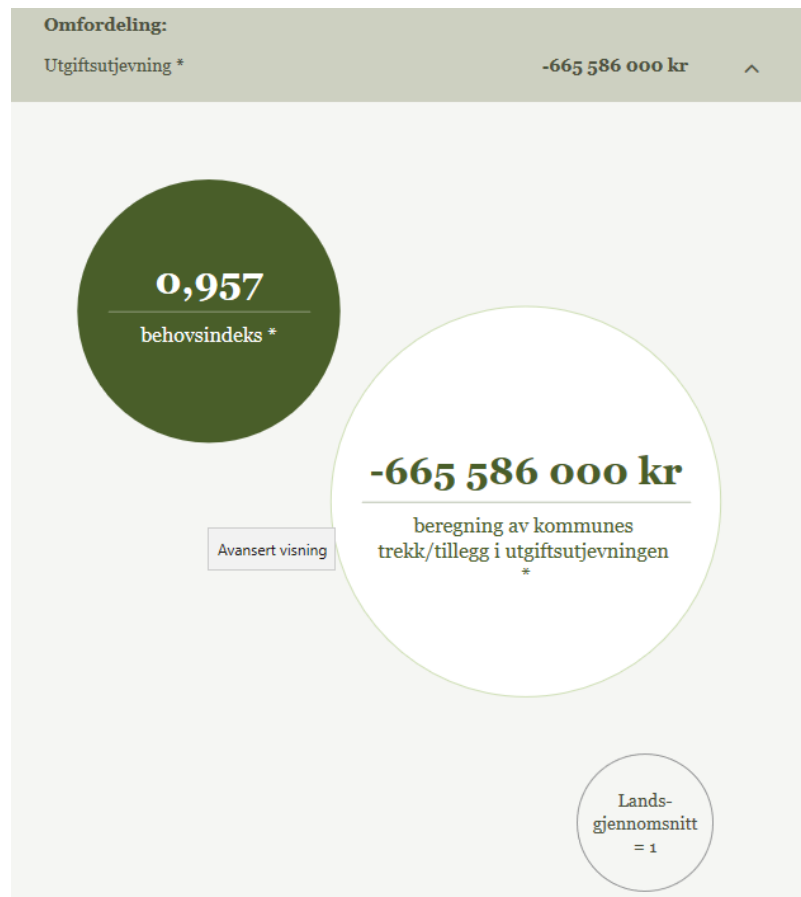 Omfordeling:
Utgiftsutjevning * -665 586 000 kr
0,957
behovsindeks *
-665 586 000 kr
beregning av kommunes
trekk/tillegg i utgiftsutjevningen
*
Avansert visning
Lands-
gjennomsnitt
= 1